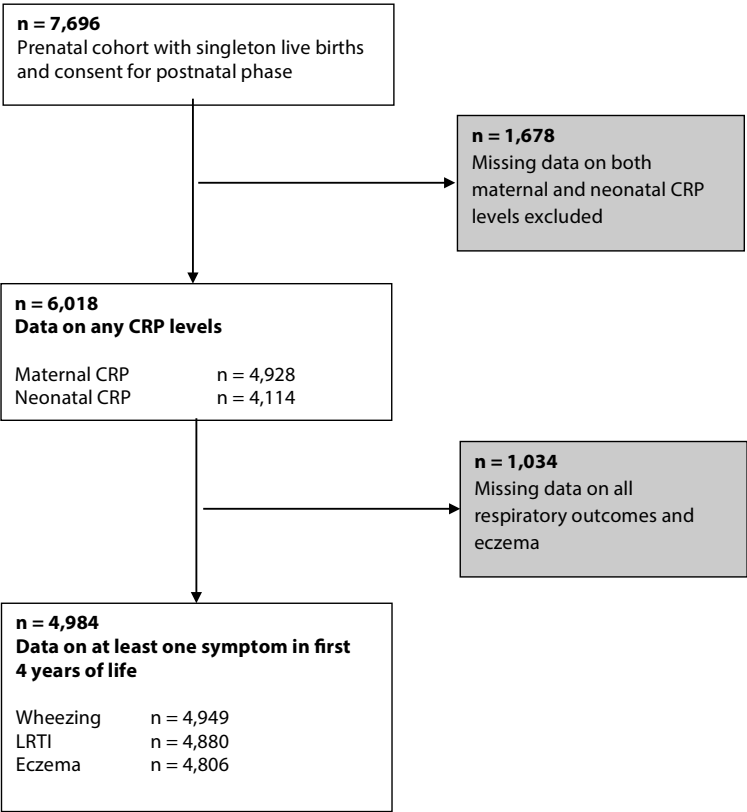 n = 7,696
Prenatal cohort with singleton live births
and consent for postnatal phase
n = 1,678
Missing data on both
maternal and neonatal CRP
levels excluded
n = 6,018
Data on any CRP levels
Maternal CRP n = 4,928
Neonatal CRP n = 4,114
n = 1,034
Missing data on all
respiratory outcomes and
eczema
n = 4,984
Data on at least one symptom in first
4 years of life
Wheezing n = 4,949
LRTI n = 4,880
Eczema n = 4,806